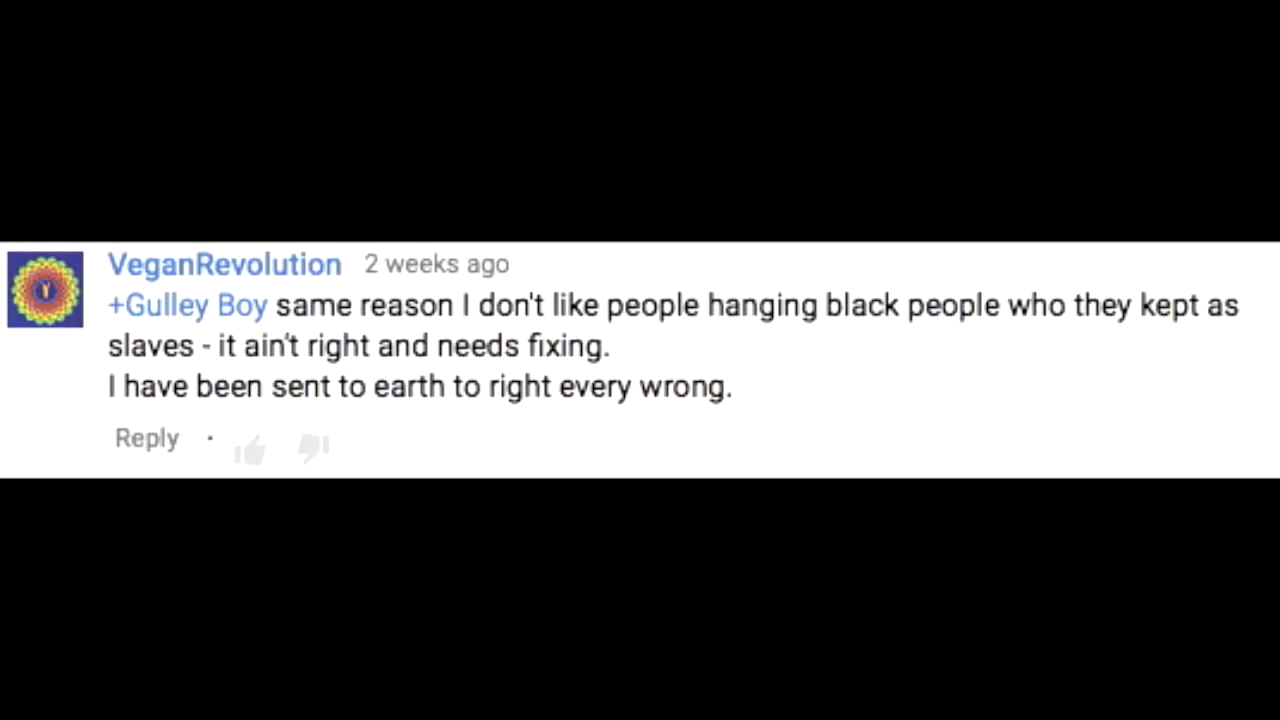 VeganRevolution 2 weeks ago
+Gulley Boy same reason I don't like people hanging black people who they kept as
slaves - it ain't right and needs fixing.
I have been sent to earth to right every wrong.
Reply ·